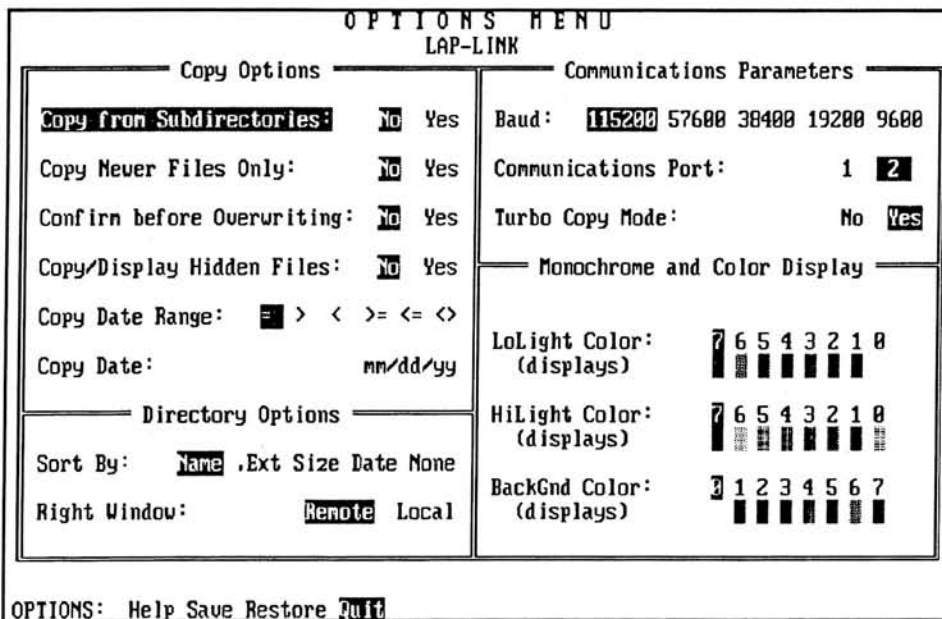 OPTIONS MENU
LAP-LINK
Copy Options
Copy from Subdirectories: No Yes
Copy Newer Files Only: No Yes
Confirm before Overwriting: No Yes
Copy/Display Hidden Files: No Yes
Copy Date Range: = > < >= <= <>
Copy Date: mm/dd/yy
Directory Options
Sort By: Name .Ext Size Date None
Right Window: Remote Local
Communications Parameters
Baud: 115200 57600 38400 19200 9600
Communications Port: 1 2
Turbo Copy Mode: No Yes
Monochrome and Color Display
LoLight Color: 7 6 5 4 3 2 1 0
(displays)
HiLight Color: 7 6 5 4 3 2 1 0
(displays)
BackGnd Color: 0 1 2 3 4 5 6 7
(displays)
OPTIONS: Help Save Restore Quit